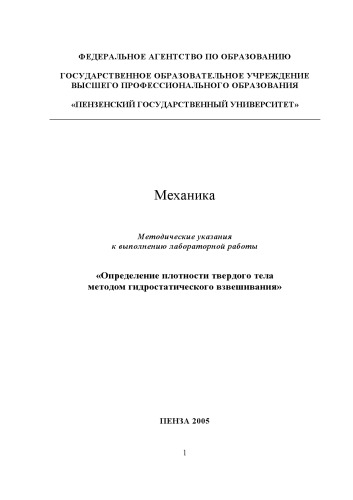 ФЕДЕРАЛЬНОЕ АГЕНТСТВО ПО ОБРАЗОВАНИЮ
ГОСУДАРСТВЕННОЕ ОБРАЗОВАТЕЛЬНОЕ УЧРЕЖДЕНИЕ
ВЫСШЕГО ПРОФЕССИОНАЛЬНОГО ОБРАЗОВАНИЯ
«ПЕНЗЕНСКИЙ ГОСУДАРСТВЕННЫЙ УНИВЕРСИТЕТ»
Механика
Методические указания
к выполнению лабораторной работы
«Определение плотности твердого тела
методом гидростатического взвешивания»
ПЕНЗА 2005
1